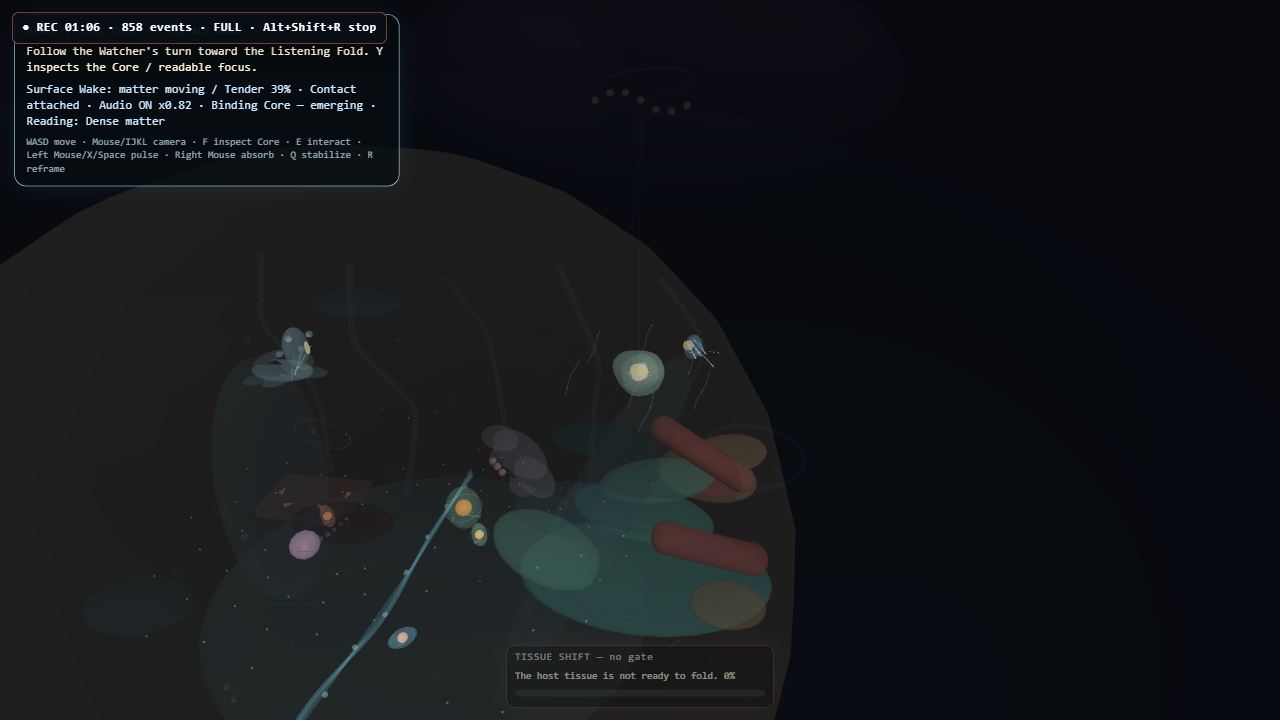 ● REC 01:06 · 858 events · FULL · Alt+Shift+R stop
Follow the Watcher's turn toward the Listening Fold. Y
inspects the Core / readable focus.
Surface Wake: matter moving / Tender 39% · Contact
attached · Audio ON x0.82 · Binding Core — emerging ·
Reading: Dense matter
WASD move · Mouse/IJKL camera · F inspect Core · E interact ·
Left Mouse/X/Space pulse · Right Mouse absorb · Q stabilize · R
reframe
TISSUE SHIFT — no gate
The host tissue is not ready to fold. 0%